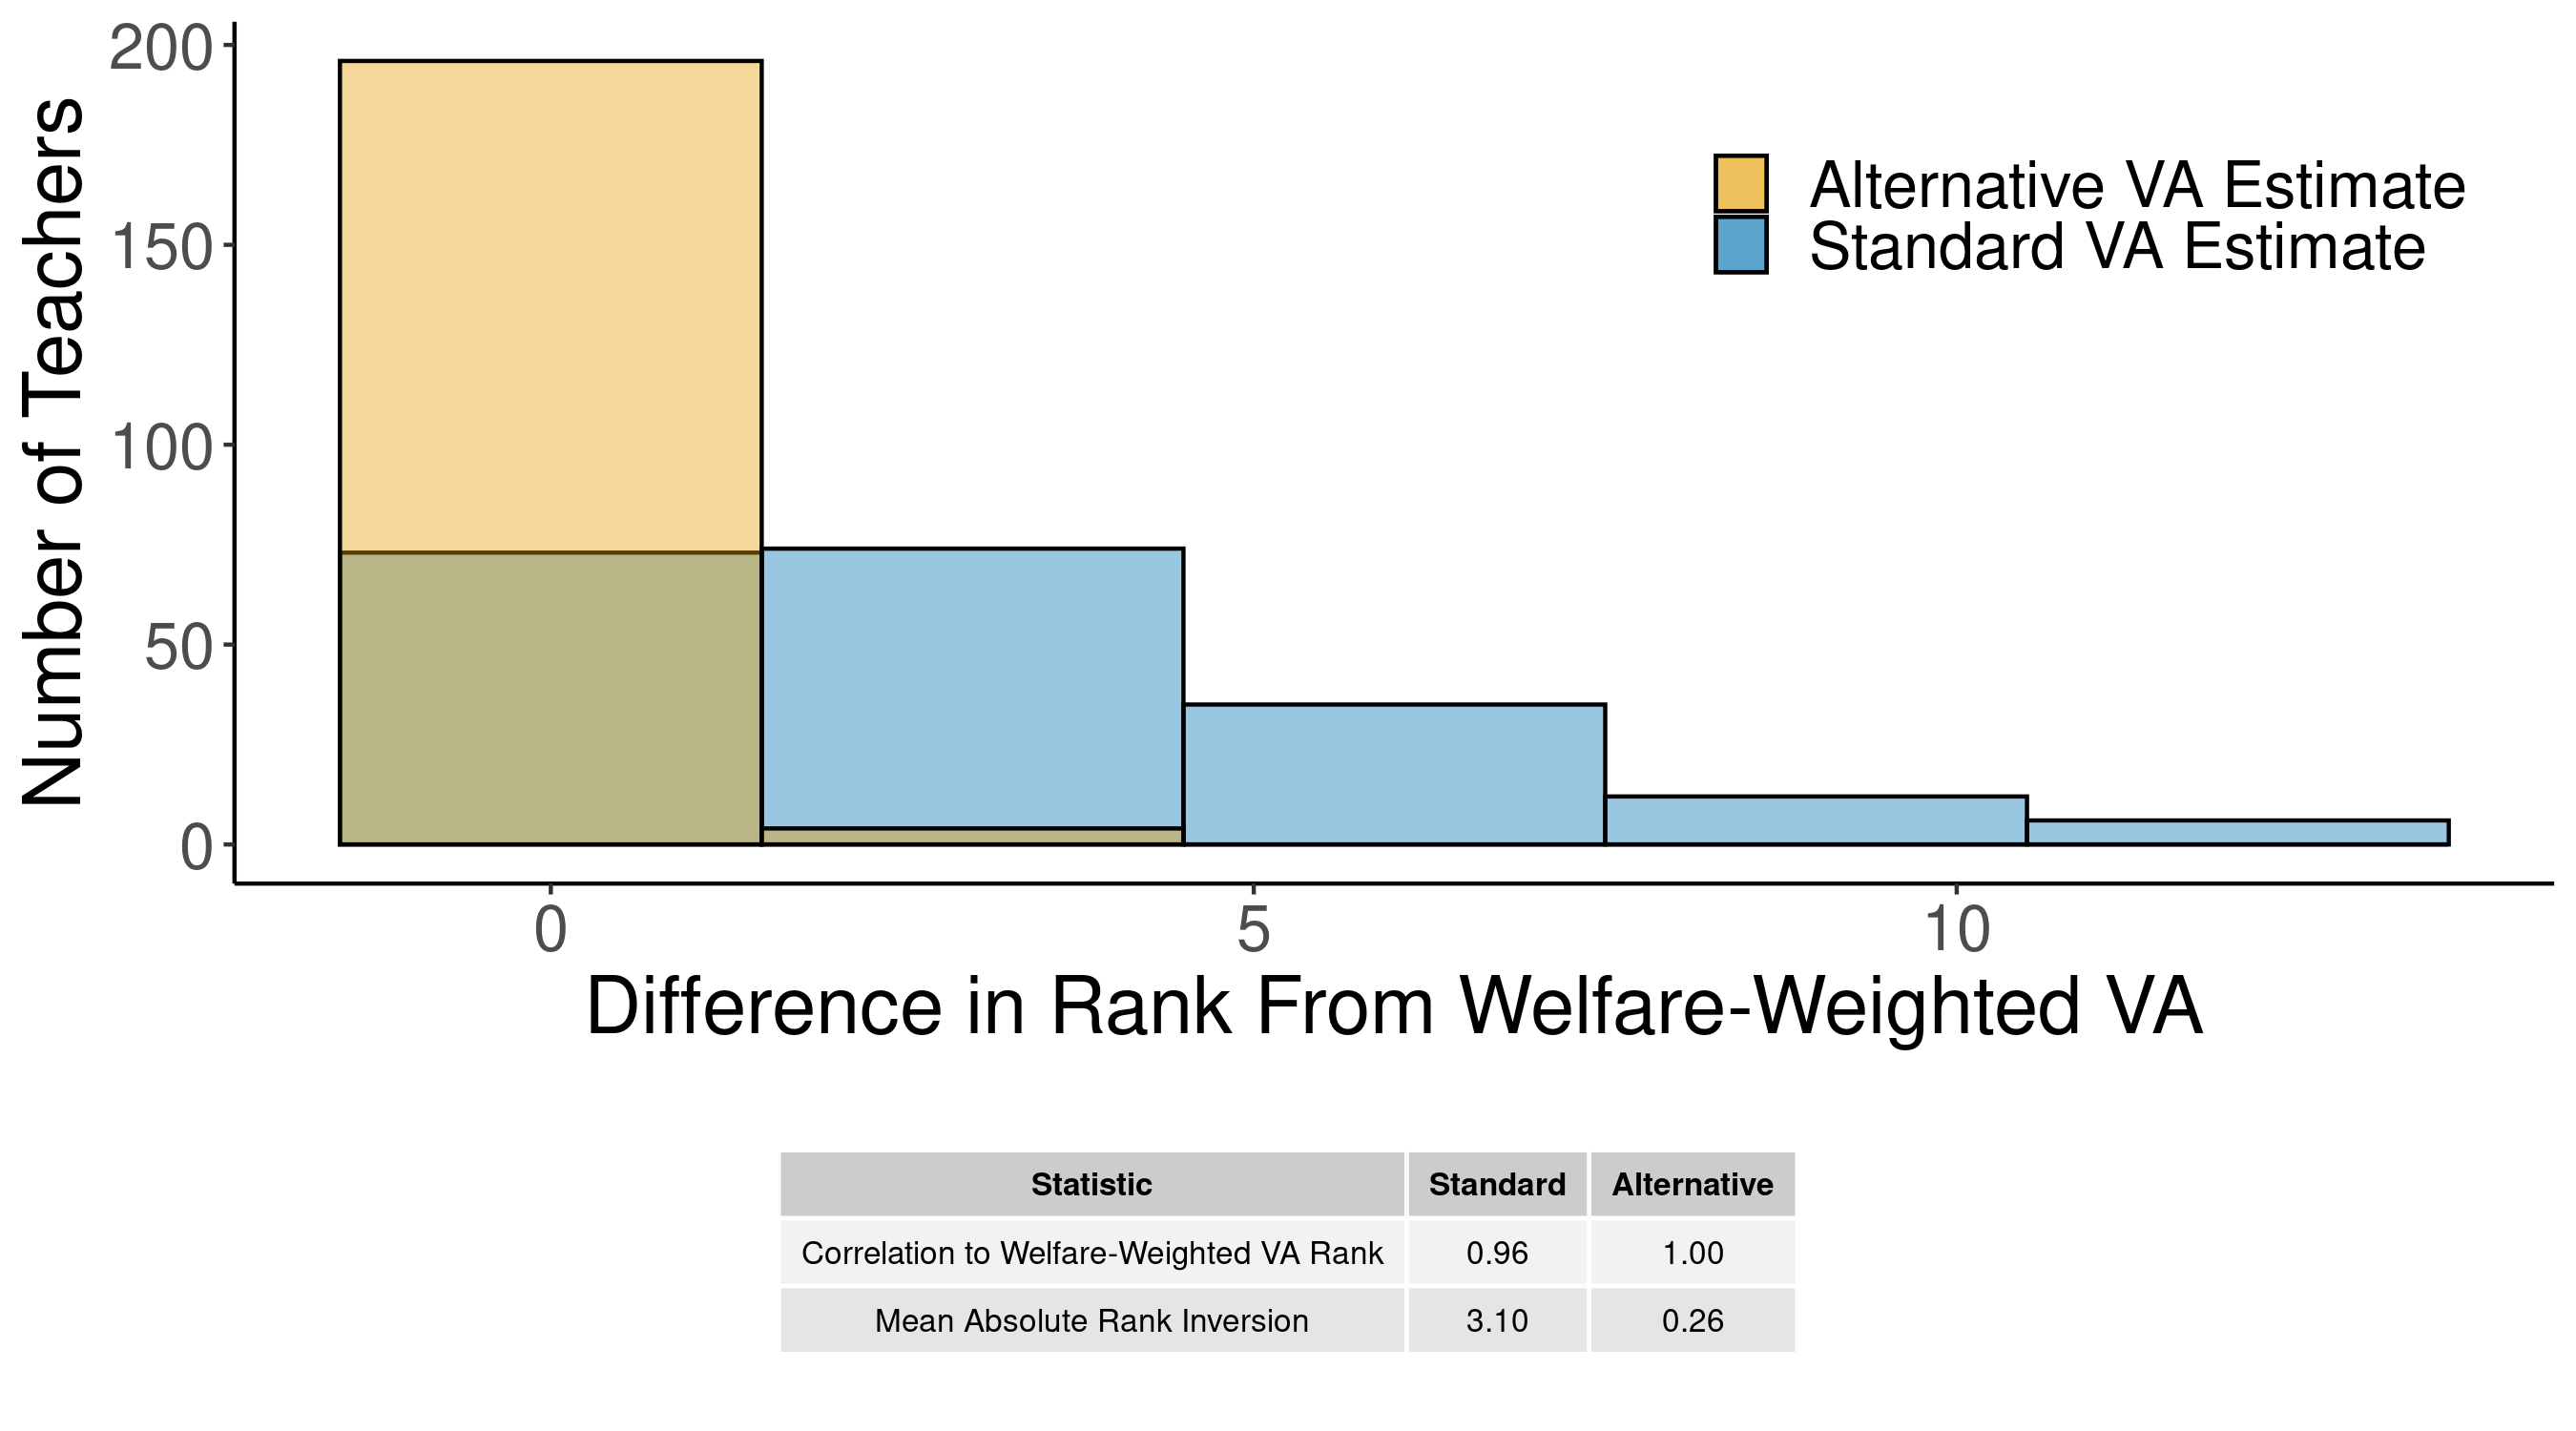 Number of Teachers
200
150
100
50
0
Alternative VA Estimate
Standard VA Estimate
0 5 10
Difference in Rank From Welfare-Weighted VA
Statistic Standard Alternative
Correlation to Welfare-Weighted VA Rank 0.96 1.00
Mean Absolute Rank Inversion 3.10 0.26